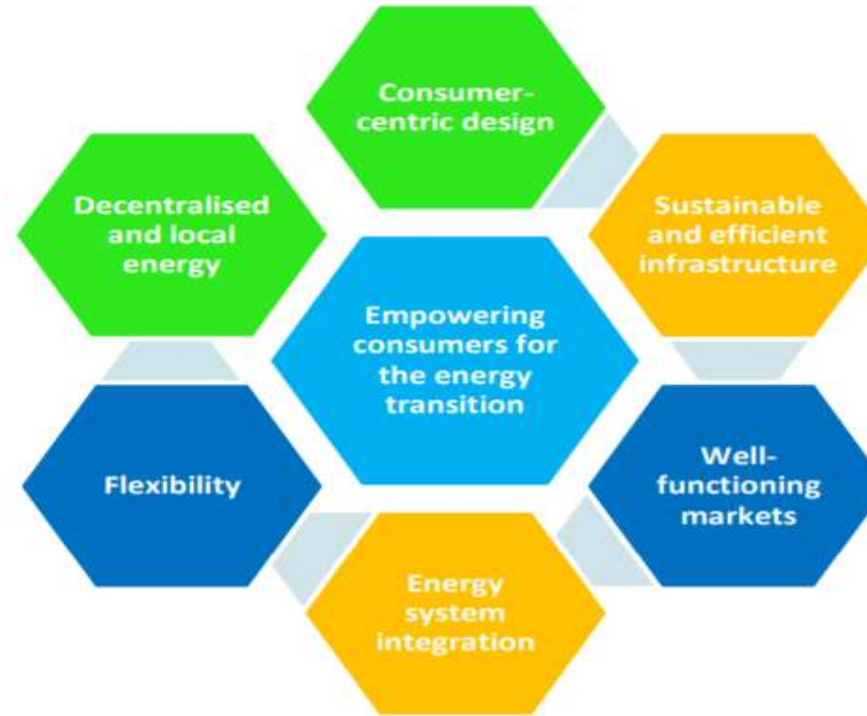 Consumer-
centric design
Sustainable
and efficient
infrastructure
Well-
functioning
markets
Energy
system
integration
Flexibility
Decentralised
and local
energy
Empowering
consumers for
the energy
transition